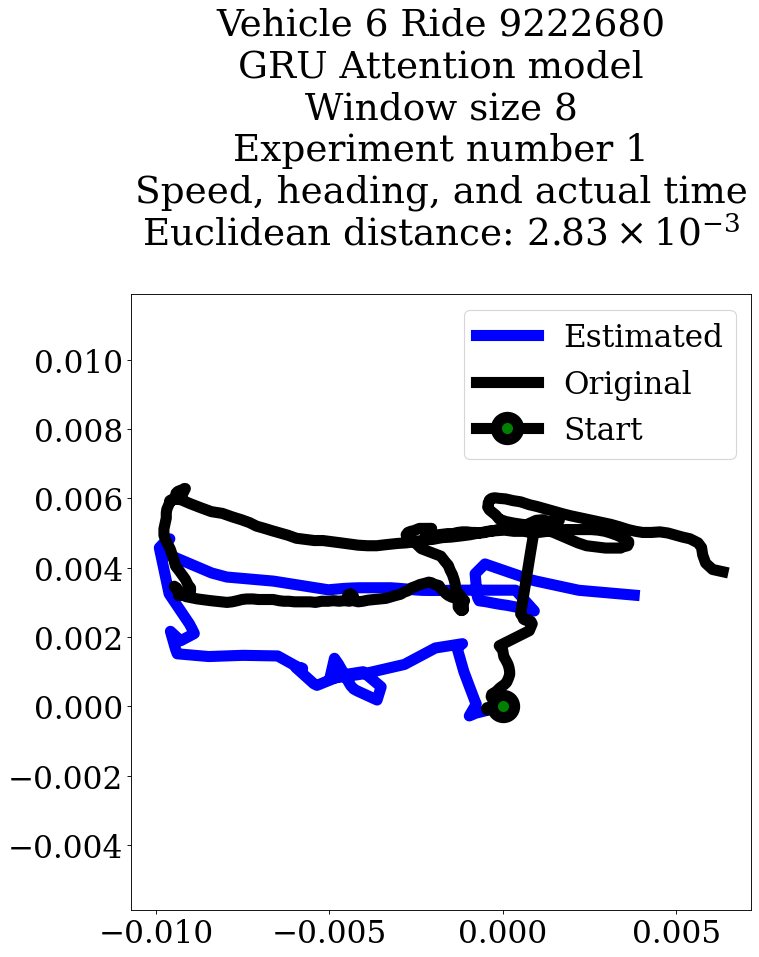 Vehicle 6 Ride 9222680
GRU Attention model
Window size 8
Experiment number 1
Speed, heading, and actual time
Euclidean distance: 2.83 × 10⁻³
Estimated
Original
Start
0.010
0.008
0.006
0.004
0.002
0.000
−0.002
−0.004
−0.010 −0.005 0.000 0.005